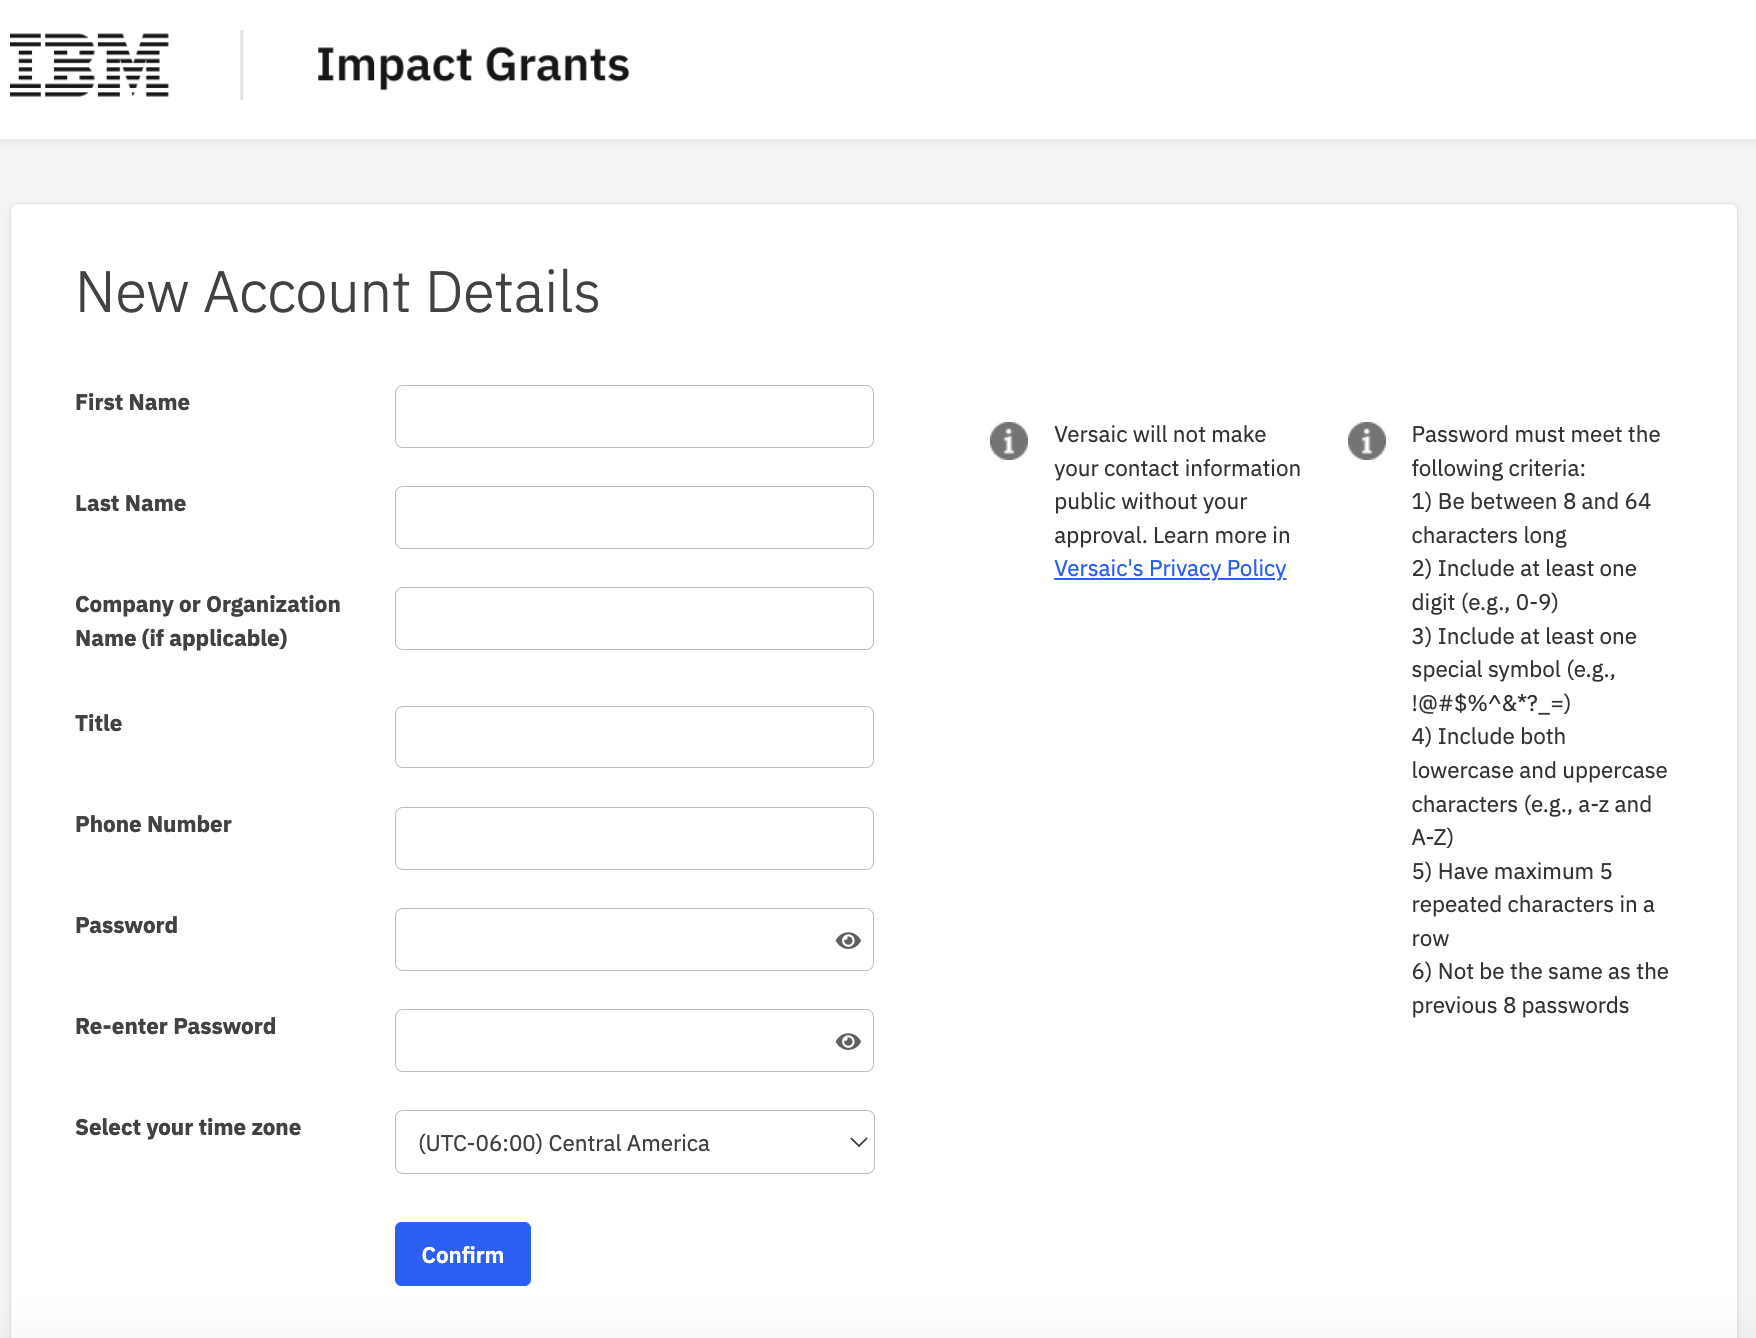 IBM
Impact Grants
New Account Details
First Name
Last Name
Company or Organization
Name (if applicable)
Title
Phone Number
Password
Re-enter Password
Select your time zone
(UTC-06:00) Central America
Confirm
Versaic will not make
your contact information
public without your
approval. Learn more in
Versaic's Privacy Policy
Password must meet the
following criteria:
1) Be between 8 and 64
characters long
2) Include at least one
digit (e.g., 0-9)
3) Include at least one
special symbol (e.g.,
!@#$%^&*?_=)
4) Include both
lowercase and uppercase
characters (e.g., a-z and
A-Z)
5) Have maximum 5
repeated characters in a
row
6) Not be the same as the
previous 8 passwords